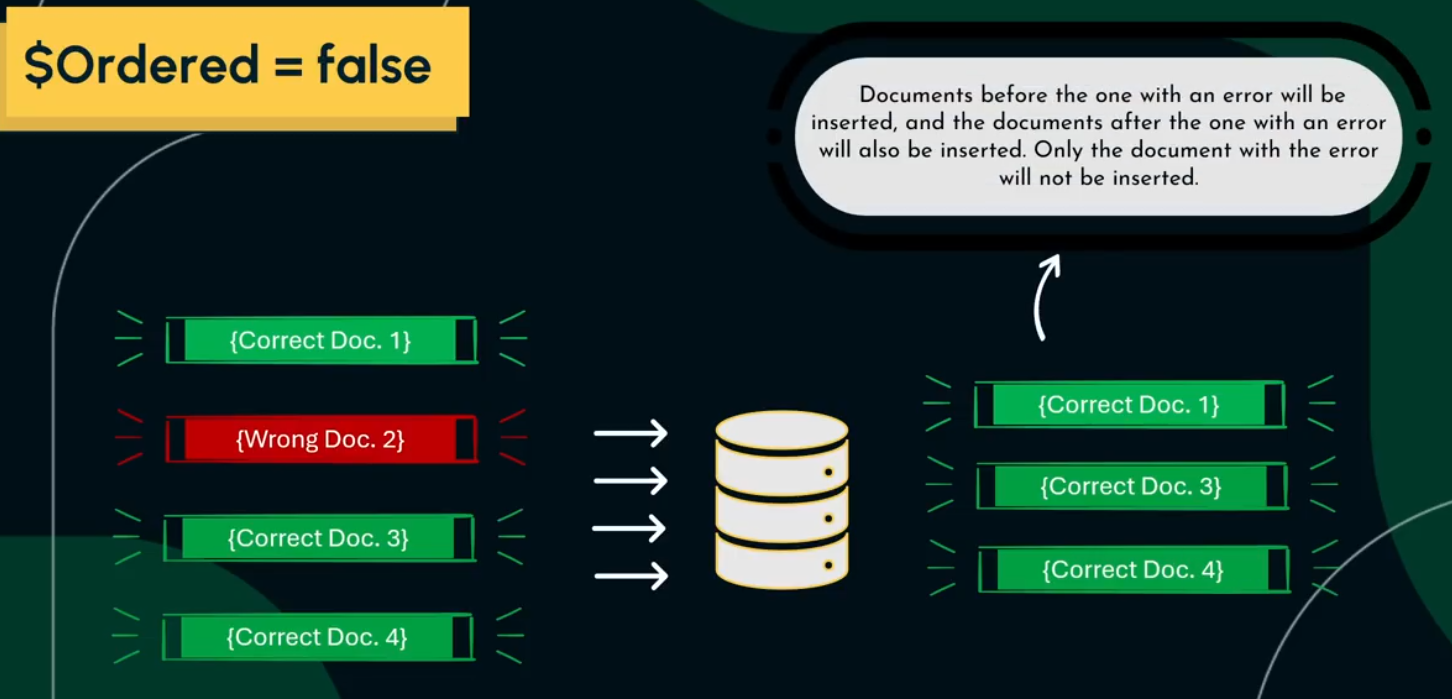 $Ordered = false
Documents before the one with an error will be
inserted, and the documents after the one with an error
will also be inserted. Only the document with the error
will not be inserted.
{Correct Doc. 1}
{Wrong Doc. 2}
{Correct Doc. 3}
{Correct Doc. 4}
{Correct Doc. 1}
{Correct Doc. 3}
{Correct Doc. 4}